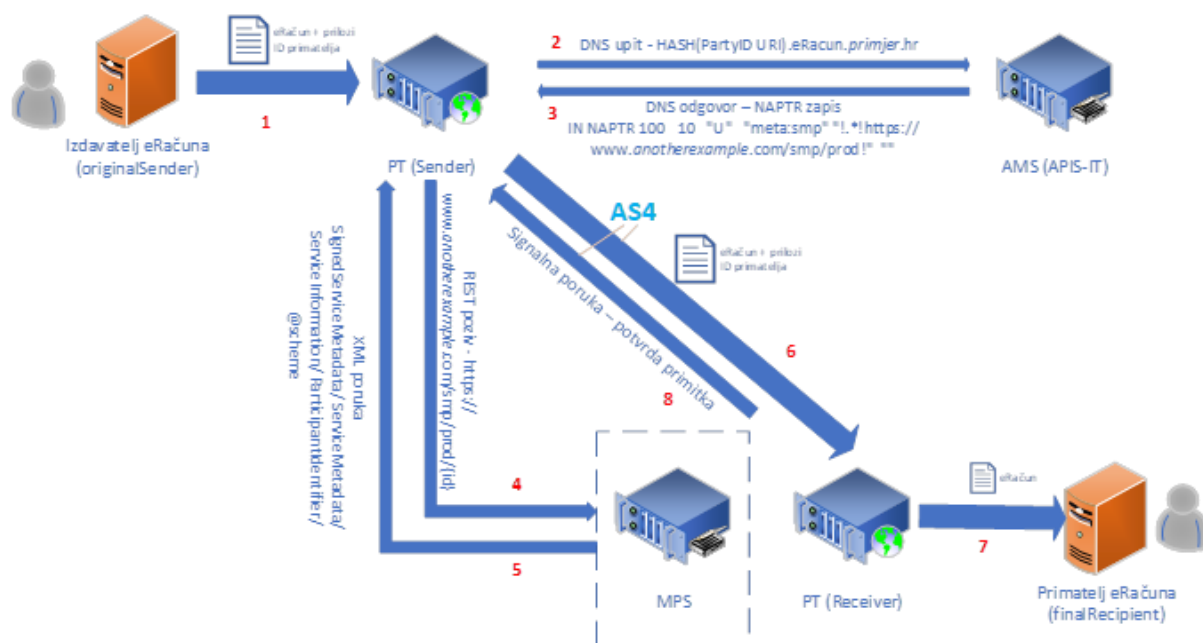 eRačun + prilozi
ID primatelja
1
Izdavatelj eRačuna
(originalSender)
PT (Sender)
2
DNS upit - HASH(PartyID URI).eRacun.primjer.hr
3
DNS odgovor – NAPTR zapis
IN NAPTR 100 10 "U" "meta:smp" "!.*!https://
www.anotherexample.com/smp/prod!" ""
AMS (APIS-IT)
AS4
Signalna poruka – potvrda primitka
eRačun + prilozi
ID primatelja
6
8
REST poziv - https://
www.anotherexample.com/smp/prod/{id}
XML poruka
SignedServiceMetadata/ServiceMetadata/
Service Information/ParticipantIdentifier/
@scheme
4
5
MPS
PT (Receiver)
eRačun
7
Primatelj eRačuna
(finalRecipient)